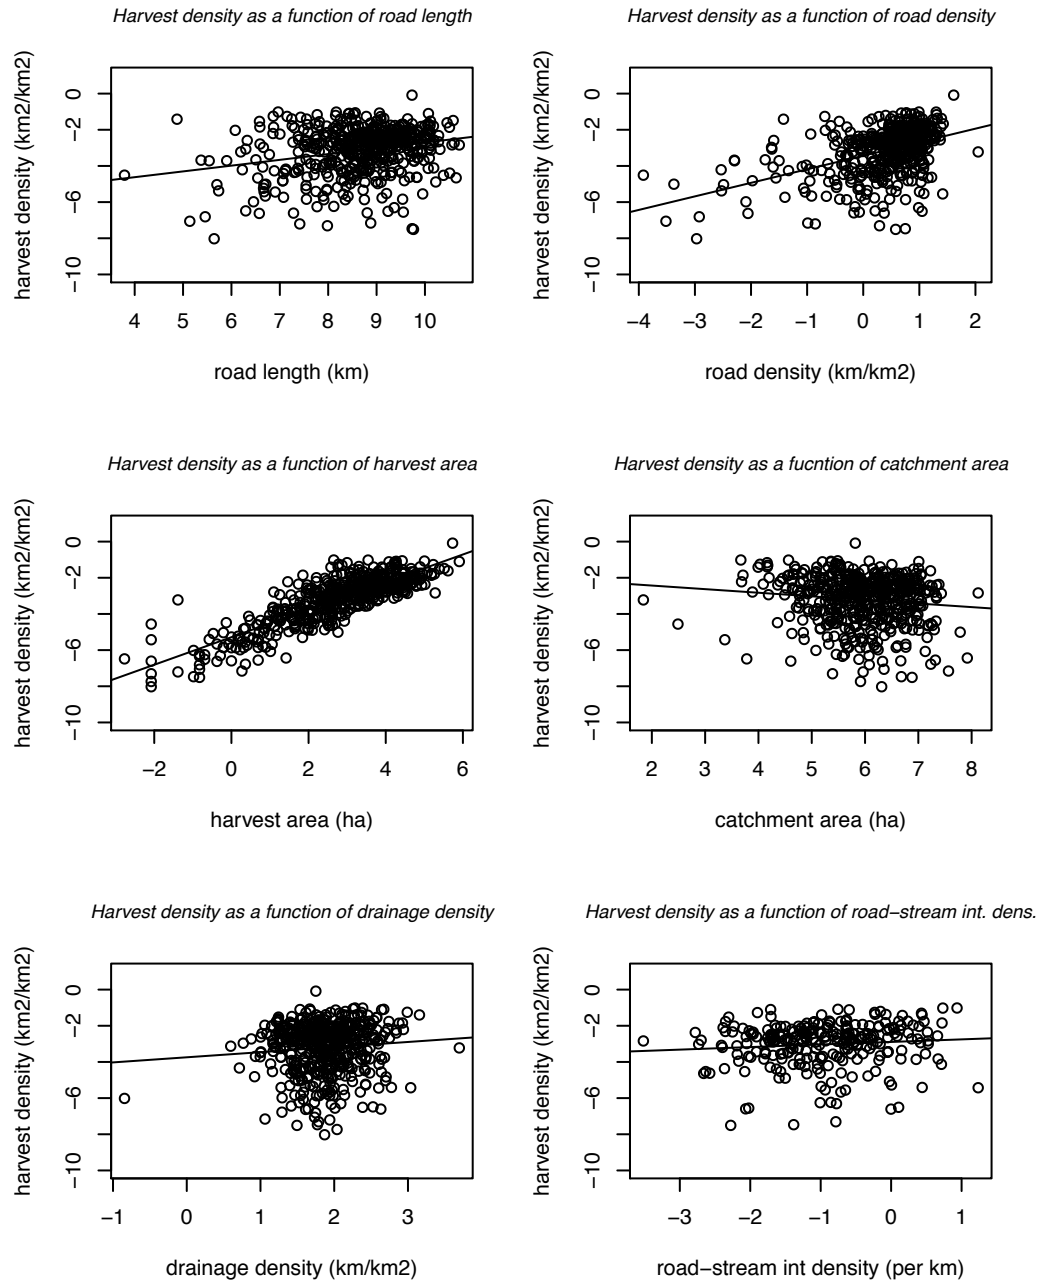 Harvest density as a function of road length
harvest density (km2/km2)
0
−2
−6
−10
4 5 6 7 8 9 10
road length (km)
Harvest density as a function of road density
harvest density (km2/km2)
0
−2
−6
−10
−4 −3 −2 −1 0 1 2
road density (km/km2)
Harvest density as a function of harvest area
harvest density (km2/km2)
0
−2
−6
−10
−2 0 2 4 6
harvest area (ha)
Harvest density as a fucntion of catchment area
harvest density (km2/km2)
0
−2
−6
−10
2 3 4 5 6 7 8
catchment area (ha)
Harvest density as a function of drainage density
harvest density (km2/km2)
0
−2
−6
−10
−1 0 1 2 3
drainage density (km/km2)
Harvest density as a function of road−stream int. dens.
harvest density (km2/km2)
0
−2
−6
−10
−3 −2 −1 0 1
road−stream int density (per km)